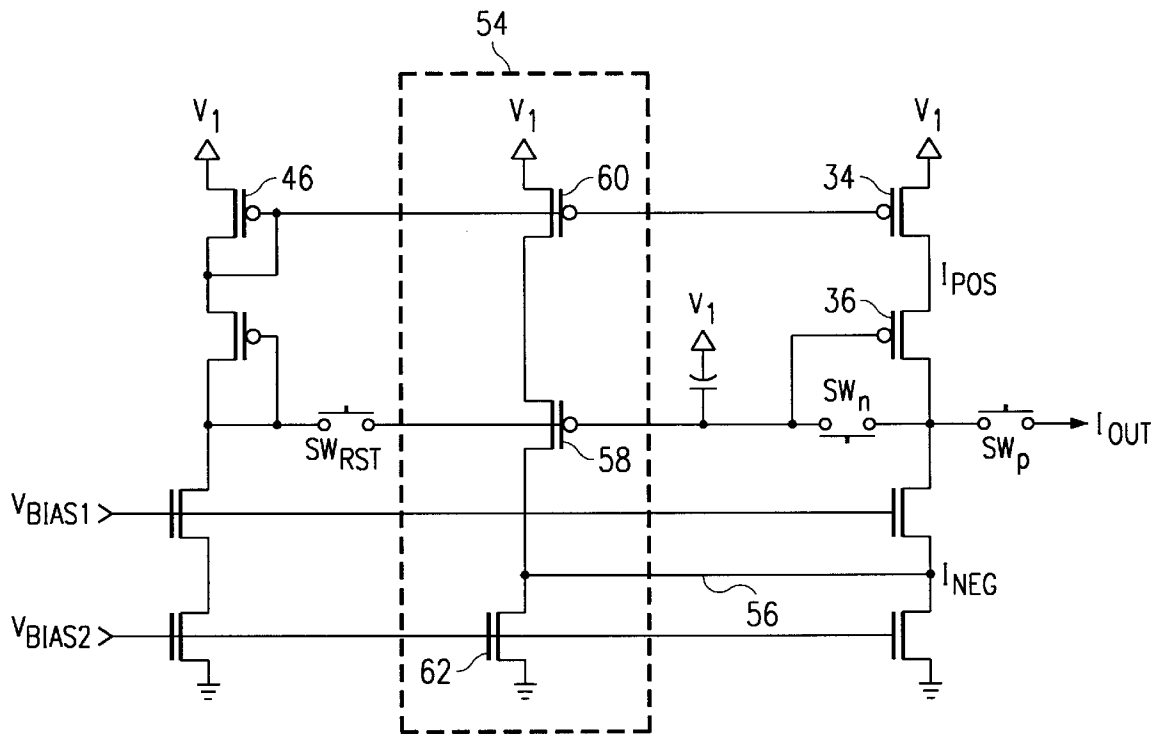 54
V1
V1
V1
46
60
34
IPOS
36
V1
SWn
SWRST
58
SWp
IOUT
VBIAS1
INEG
56
VBIAS2
62